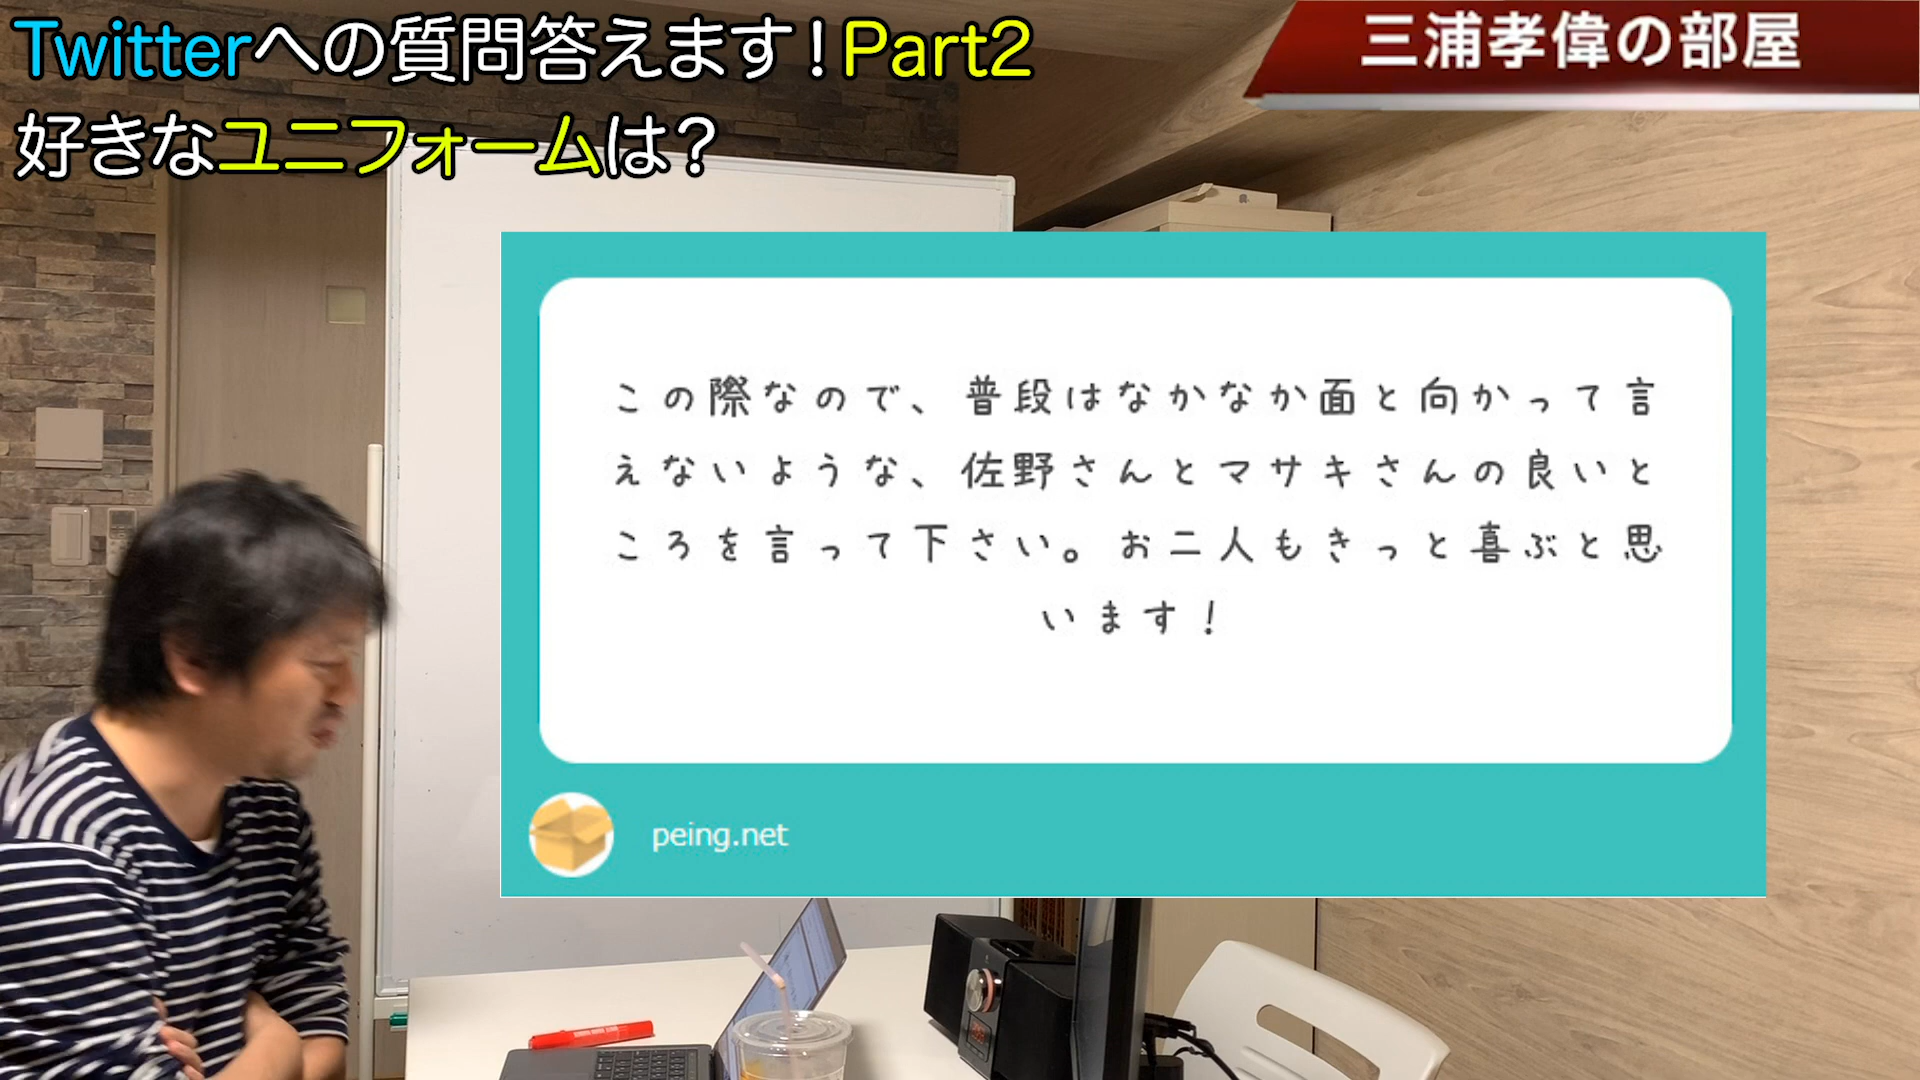 Twitterへの質問答えます！Part2
好きなユニフォームは？
三浦孝偉の部屋
この際なので、普段はなかなか面と向かって言
えないような、佐野さんとマサキさんの良いと
ころを言って下さい。お二人もきっと喜ぶと思
います！
peing.net